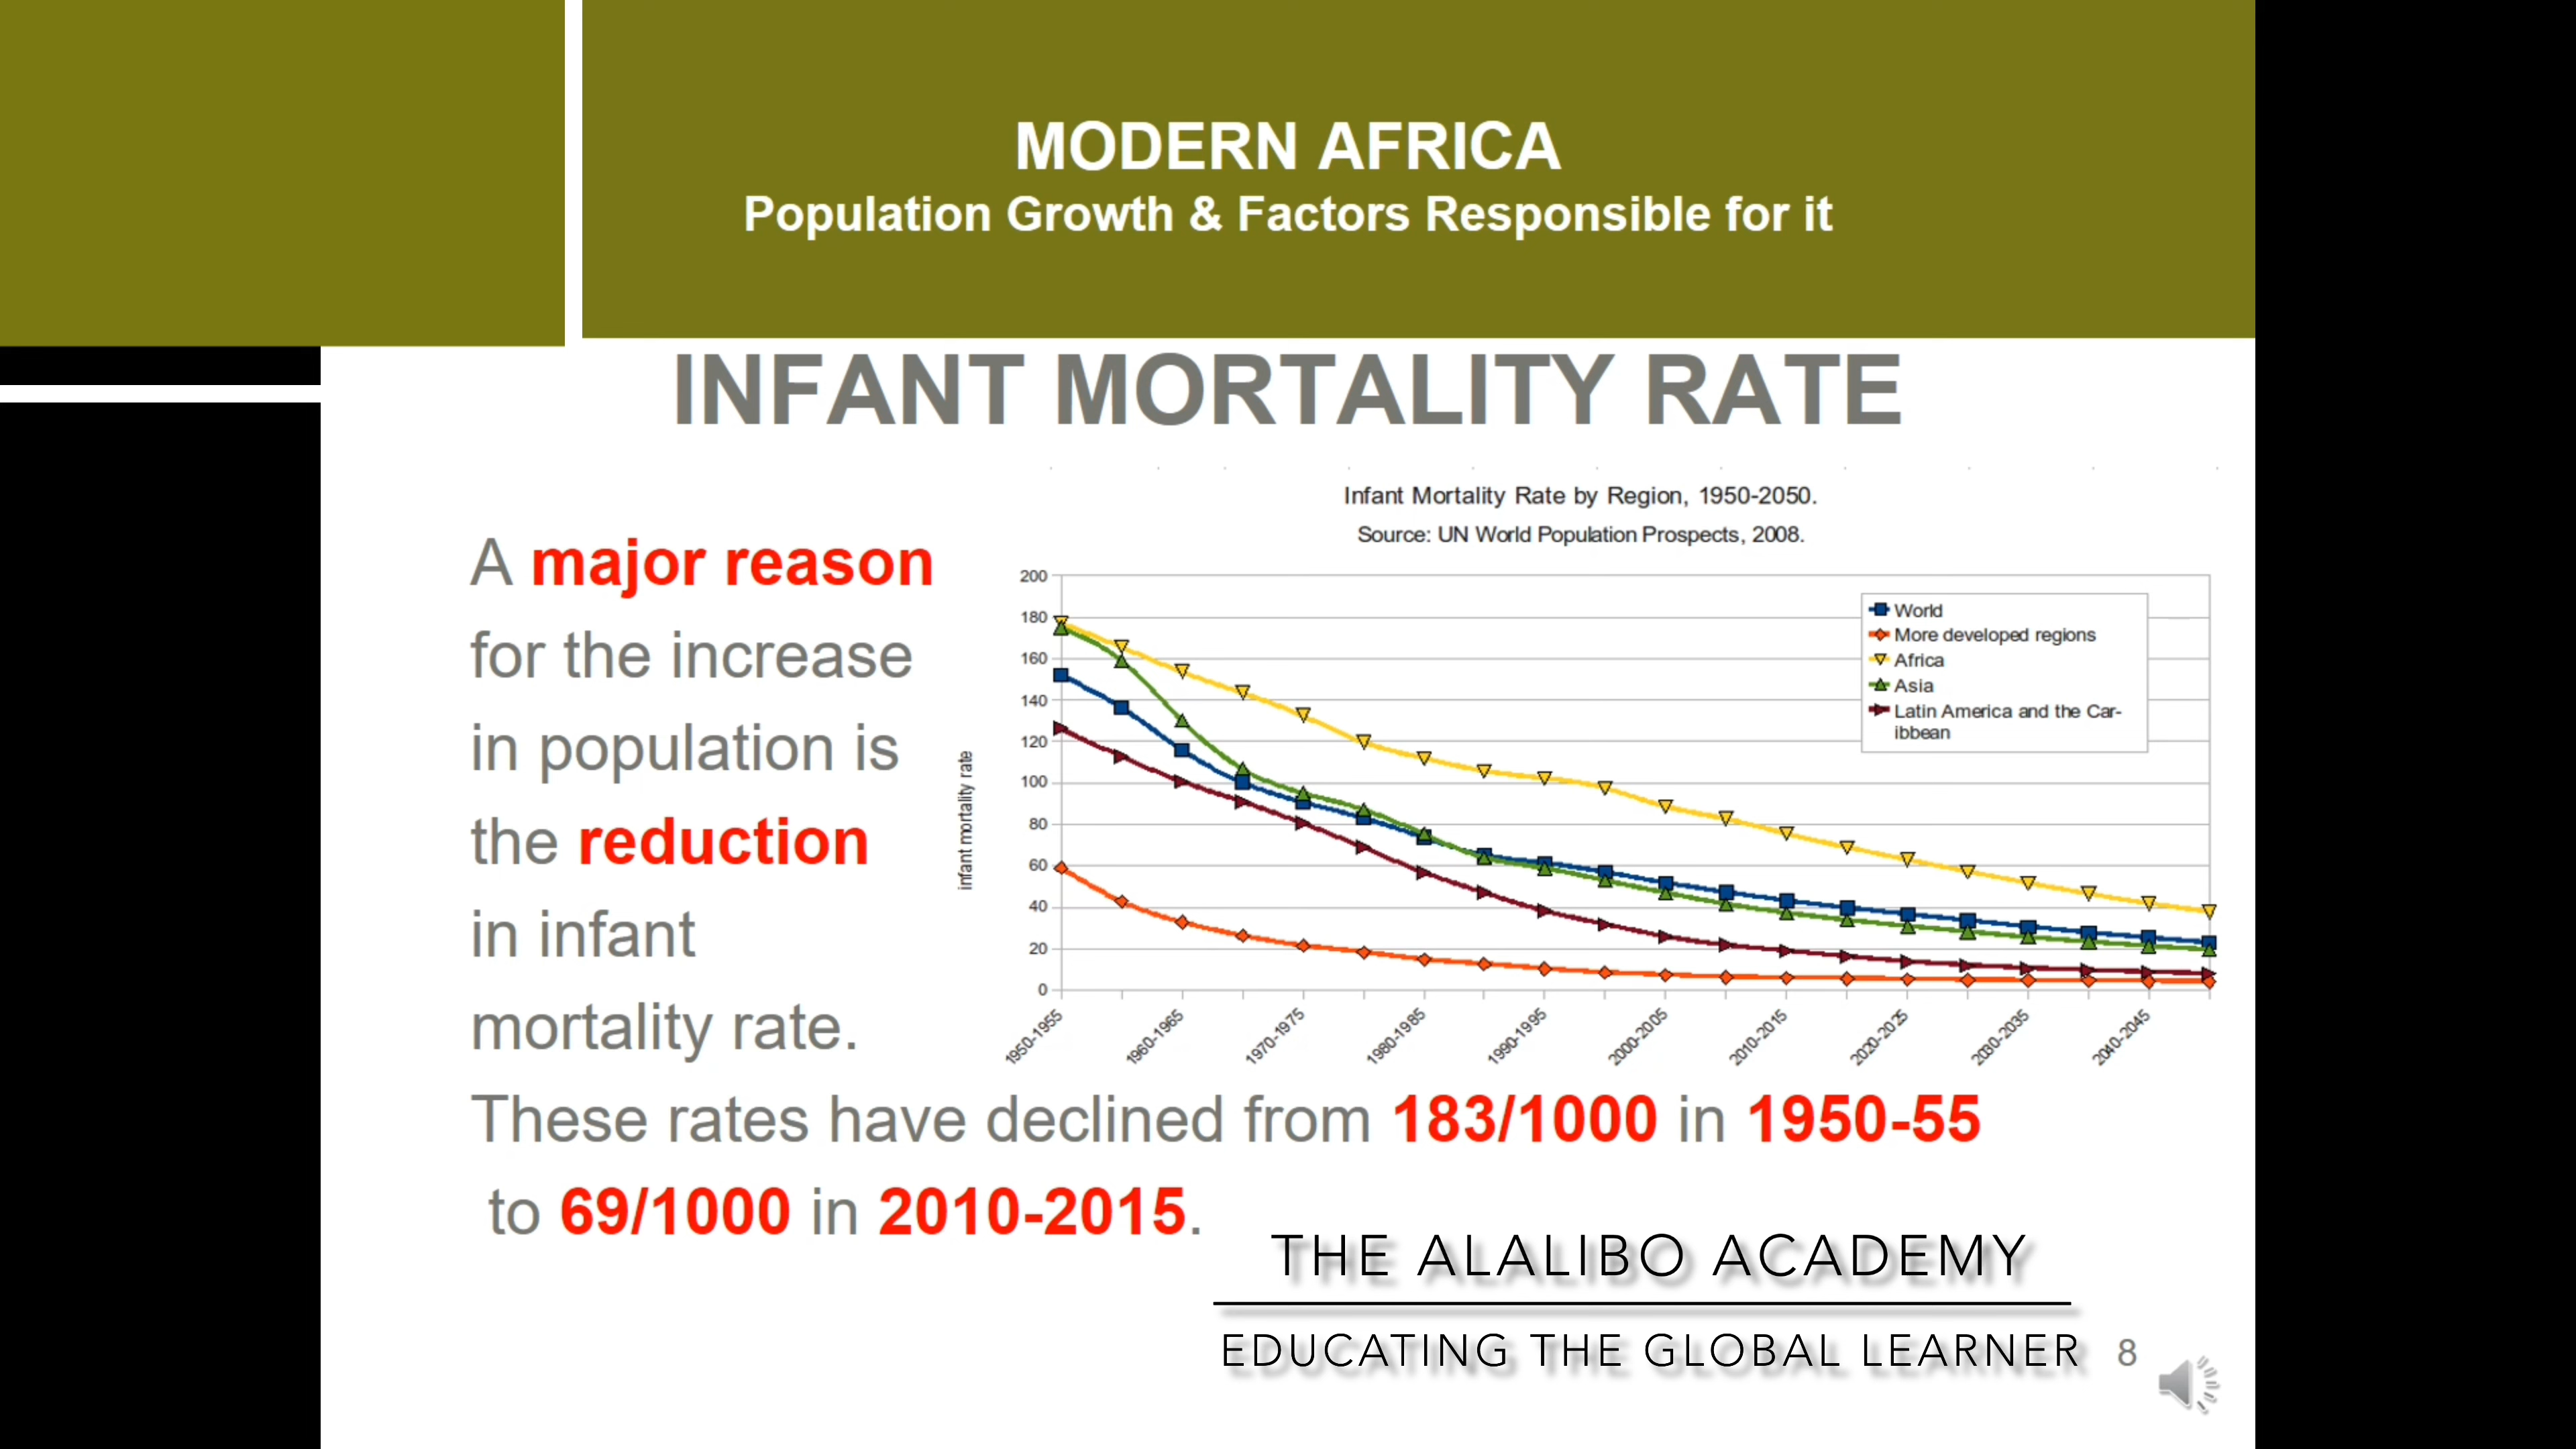 MODERN AFRICA
Population Growth & Factors Responsible for it
INFANT MORTALITY RATE
A major reason
for the increase
in population is
the reduction
in infant
mortality rate.
These rates have declined from 183/1000 in 1950-55
to 69/1000 in 2010-2015.
Infant Mortality Rate by Region, 1950-2050.
Source: UN World Population Prospects, 2008.
infant mortality rate
200
180
160
140
120
100
80
60
40
20
0
World
More developed regions
Africa
Asia
Latin America and the Car-
ibbean
1950-1955
1960-1965
1970-1975
1980-1985
1990-1995
2000-2005
2010-2015
2020-2025
2030-2035
2040-2045
THE ALALIBO ACADEMY
EDUCATING THE GLOBAL LEARNER
8